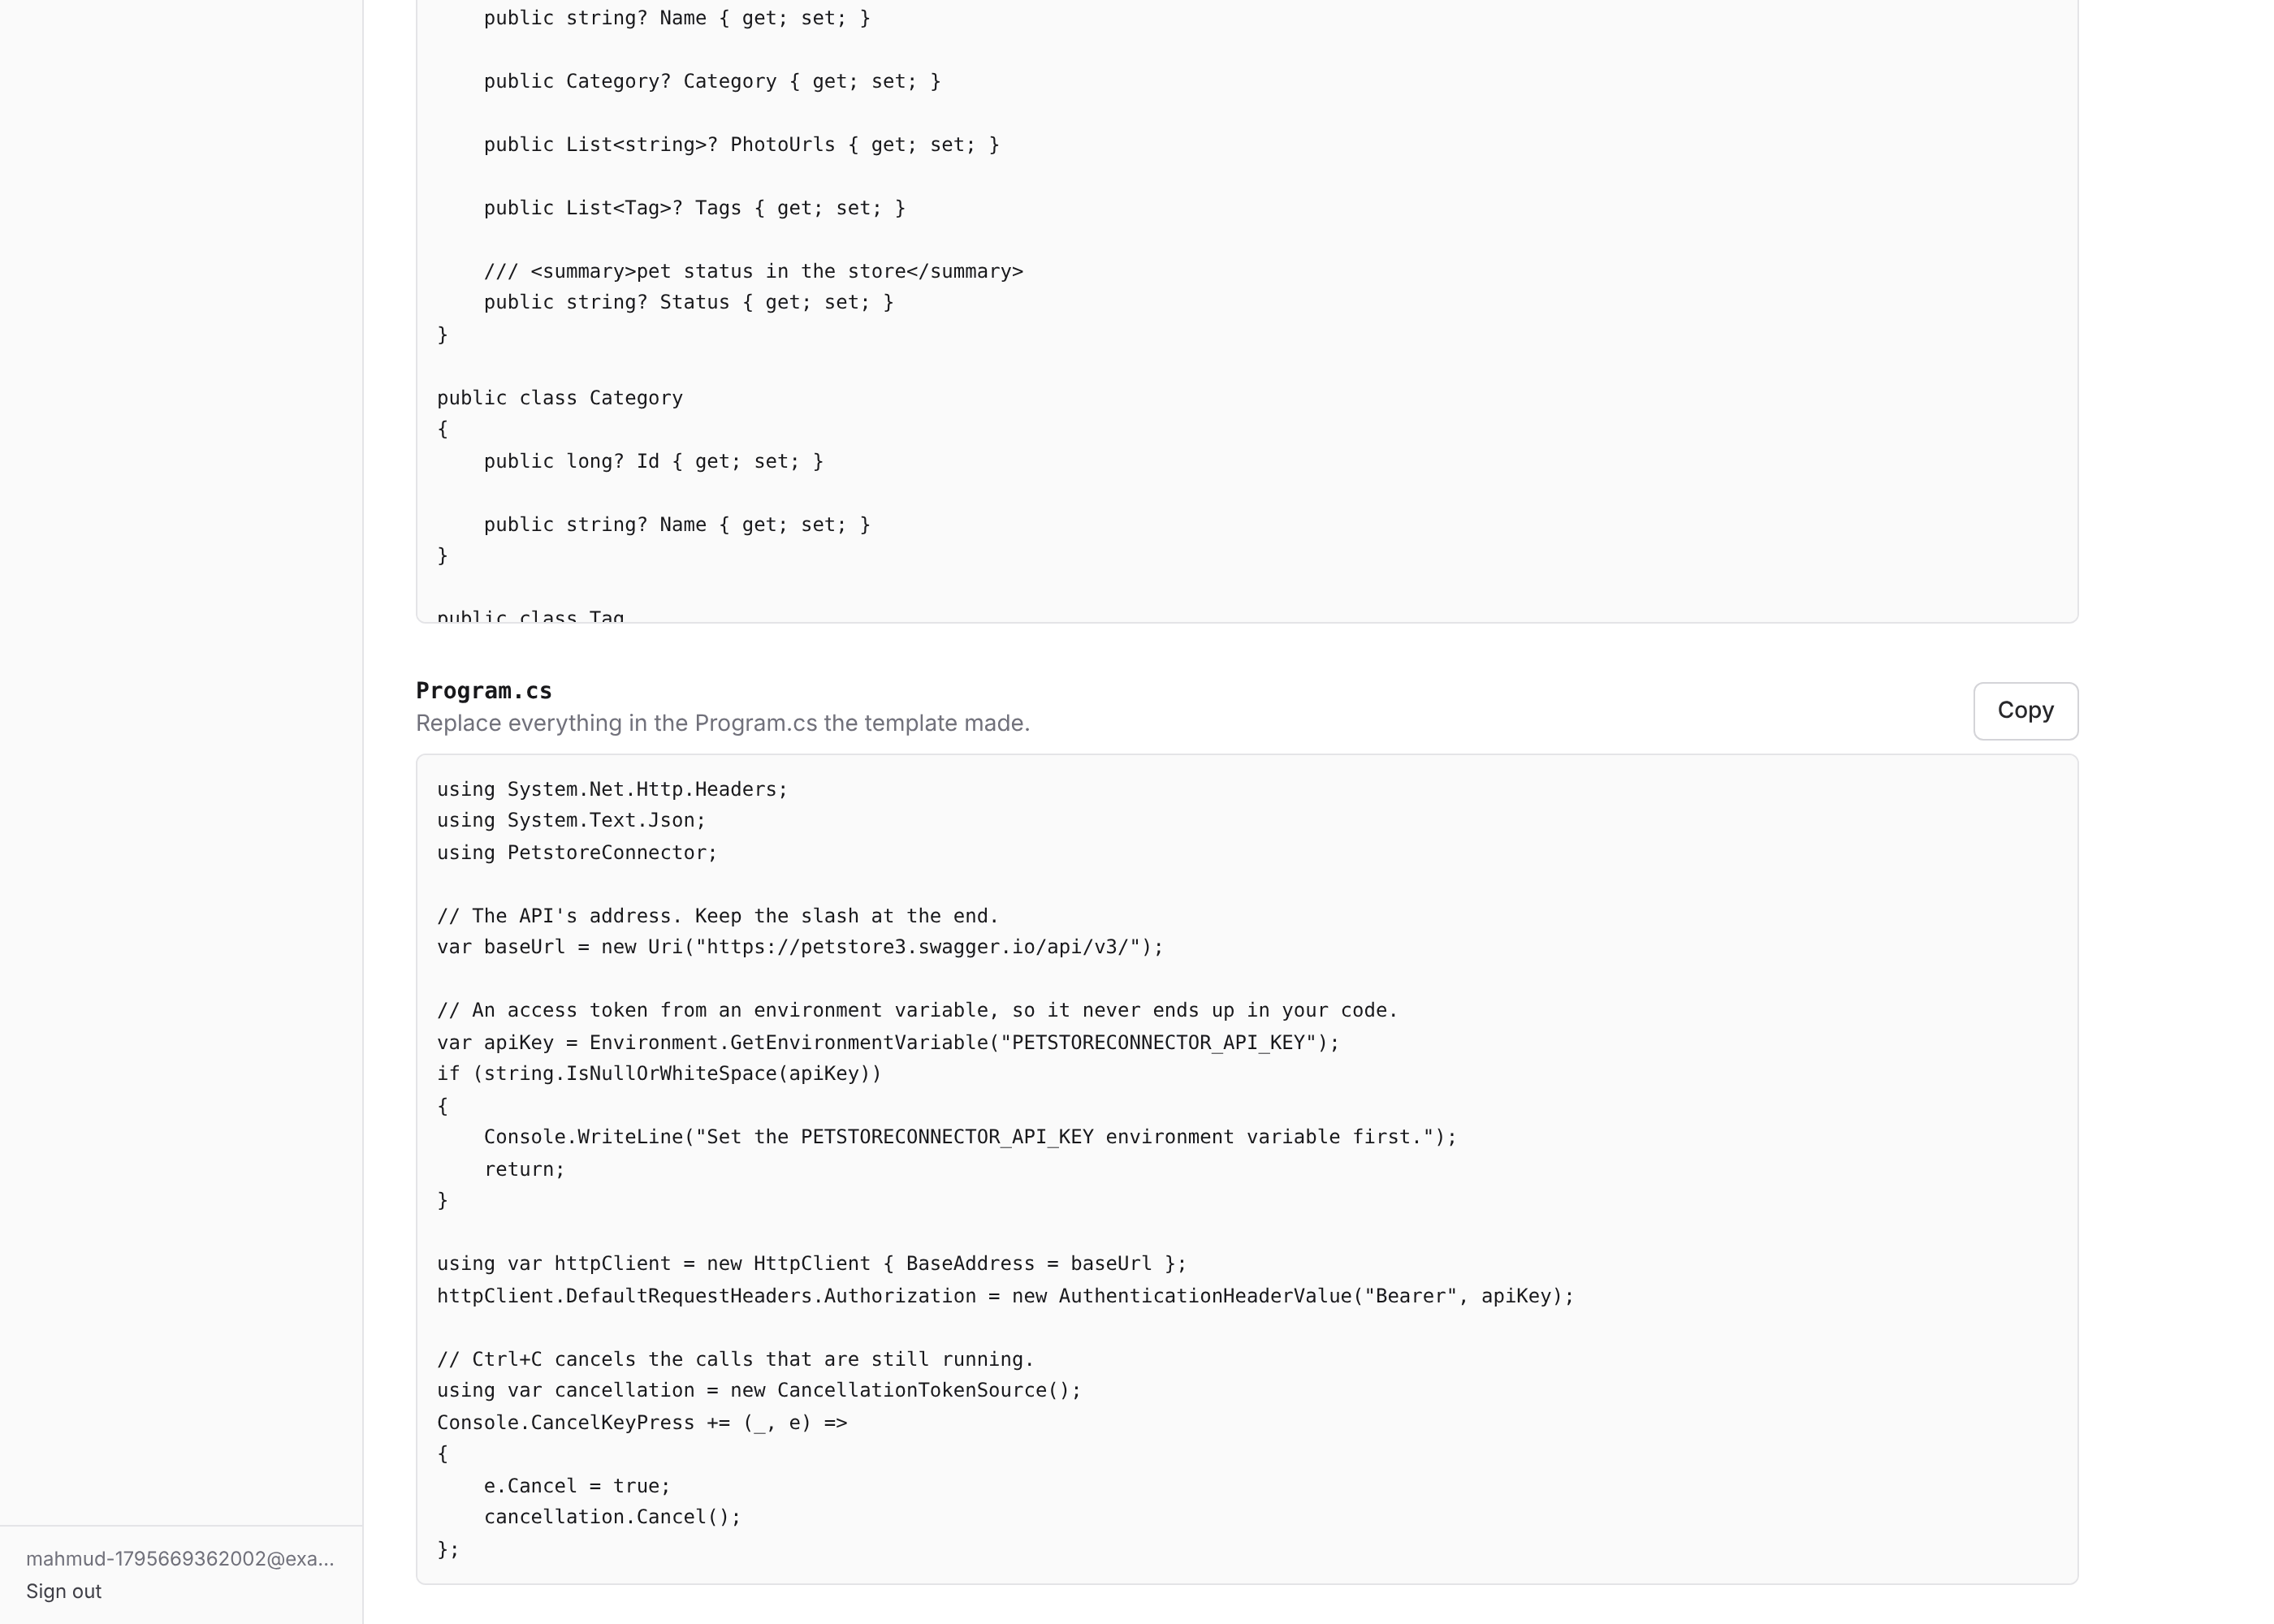 public string? Name { get; set; }

    public Category? Category { get; set; }

    public List<string>? PhotoUrls { get; set; }

    public List<Tag>? Tags { get; set; }

    /// <summary>pet status in the store</summary>
    public string? Status { get; set; }
}

public class Category
{
    public long? Id { get; set; }

    public string? Name { get; set; }
}

public class Tag
Program.cs
Replace everything in the Program.cs the template made.
Copy
using System.Net.Http.Headers;
using System.Text.Json;
using PetstoreConnector;

// The API's address. Keep the slash at the end.
var baseUrl = new Uri("https://petstore3.swagger.io/api/v3/");

// An access token from an environment variable, so it never ends up in your code.
var apiKey = Environment.GetEnvironmentVariable("PETSTORECONNECTOR_API_KEY");
if (string.IsNullOrWhiteSpace(apiKey))
{
    Console.WriteLine("Set the PETSTORECONNECTOR_API_KEY environment variable first.");
    return;
}

using var httpClient = new HttpClient { BaseAddress = baseUrl };
httpClient.DefaultRequestHeaders.Authorization = new AuthenticationHeaderValue("Bearer", apiKey);

// Ctrl+C cancels the calls that are still running.
using var cancellation = new CancellationTokenSource();
Console.CancelKeyPress += (_, e) =>
{
    e.Cancel = true;
    cancellation.Cancel();
};
mahmud-1795669362002@exa...
Sign out